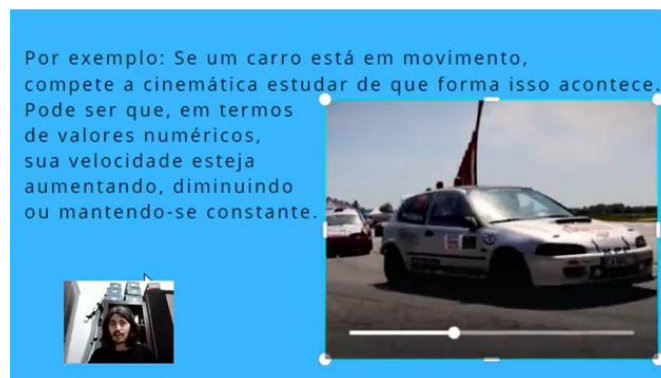 Por exemplo: Se um carro está em movimento,
compete a cinemática estudar de que forma isso acontece.
Pode ser que, em termos
de valores numéricos,
sua velocidade esteja
aumentando, diminuindo
ou mantendo-se constante.